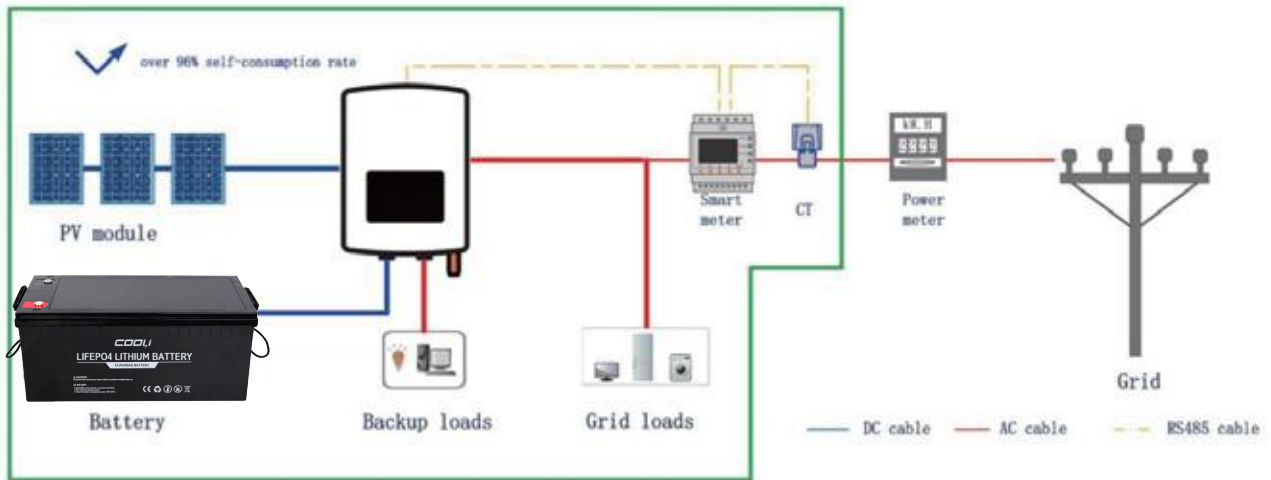 over 96% self-consumption rate
kW.H
PV module
Smart
meter
CT
Power
meter
COOLI
LIFEPO4 LITHIUM BATTERY
Battery
Backup loads
Grid loads
Grid
DC cable
AC cable
RS485 cable